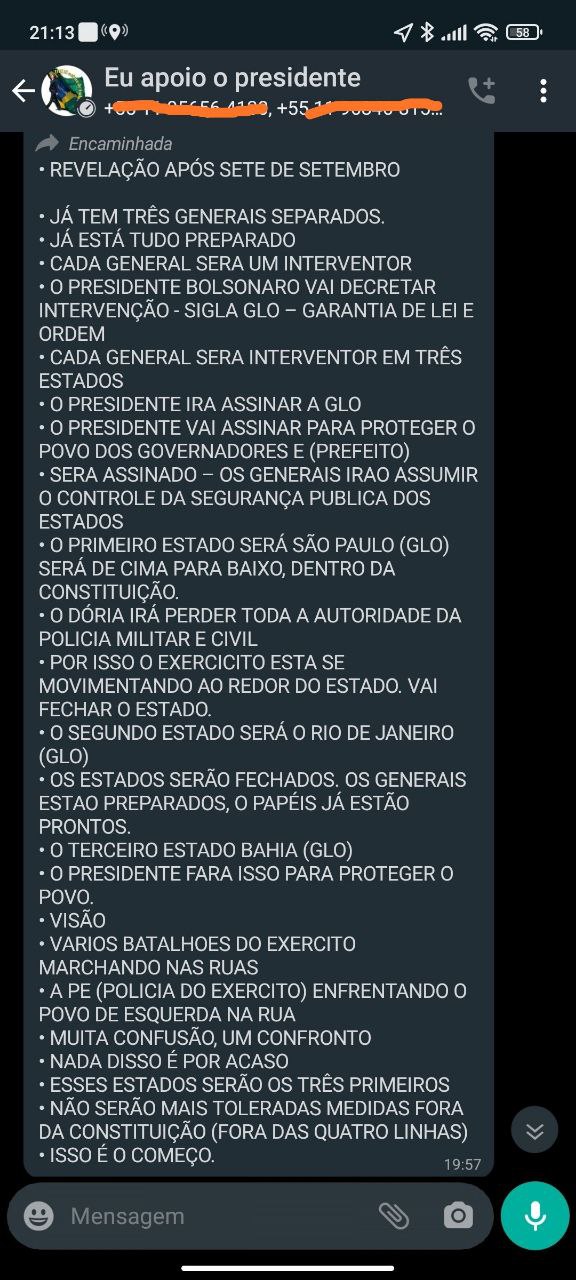 21:13
58
Eu apoio o presidente
Encaminhada
• REVELAÇÃO APÓS SETE DE SETEMBRO
• JÁ TEM TRÊS GENERAIS SEPARADOS.
• JÁ ESTÁ TUDO PREPARADO
• CADA GENERAL SERA UM INTERVENTOR
• O PRESIDENTE BOLSONARO VAI DECRETAR
INTERVENÇÃO - SIGLA GLO – GARANTIA DE LEI E
ORDEM
• CADA GENERAL SERA INTERVENTOR EM TRÊS
ESTADOS
• O PRESIDENTE IRA ASSINAR A GLO
• O PRESIDENTE VAI ASSINAR PARA PROTEGER O
POVO DOS GOVERNADORES E (PREFEITO)
• SERA ASSINADO – OS GENERAIS IRAO ASSUMIR
O CONTROLE DA SEGURANÇA PUBLICA DOS
ESTADOS
• O PRIMEIRO ESTADO SERÁ SÃO PAULO (GLO)
SERÁ DE CIMA PARA BAIXO, DENTRO DA
CONSTITUIÇÃO.
• O DÓRIA IRÁ PERDER TODA A AUTORIDADE DA
POLICIA MILITAR E CIVIL
• POR ISSO O EXERCICITO ESTA SE
MOVIMENTANDO AO REDOR DO ESTADO. VAI
FECHAR O ESTADO.
• O SEGUNDO ESTADO SERÁ O RIO DE JANEIRO
(GLO)
• OS ESTADOS SERÃO FECHADOS. OS GENERAIS
ESTAO PREPARADOS, O PAPÉIS JÁ ESTÃO
PRONTOS.
• O TERCEIRO ESTADO BAHIA (GLO)
• O PRESIDENTE FARA ISSO PARA PROTEGER O
POVO.
• VISÃO
• VARIOS BATALHOES DO EXERCITO
MARCHANDO NAS RUAS
• A PE (POLICIA DO EXERCITO) ENFRENTANDO O
POVO DE ESQUERDA NA RUA
• MUITA CONFUSÃO, UM CONFRONTO
• NADA DISSO É POR ACASO
• ESSES ESTADOS SERÃO OS TRÊS PRIMEIROS
• NÃO SERÃO MAIS TOLERADAS MEDIDAS FORA
DA CONSTITUIÇÃO (FORA DAS QUATRO LINHAS)
• ISSO É O COMEÇO.
19:57
Mensagem